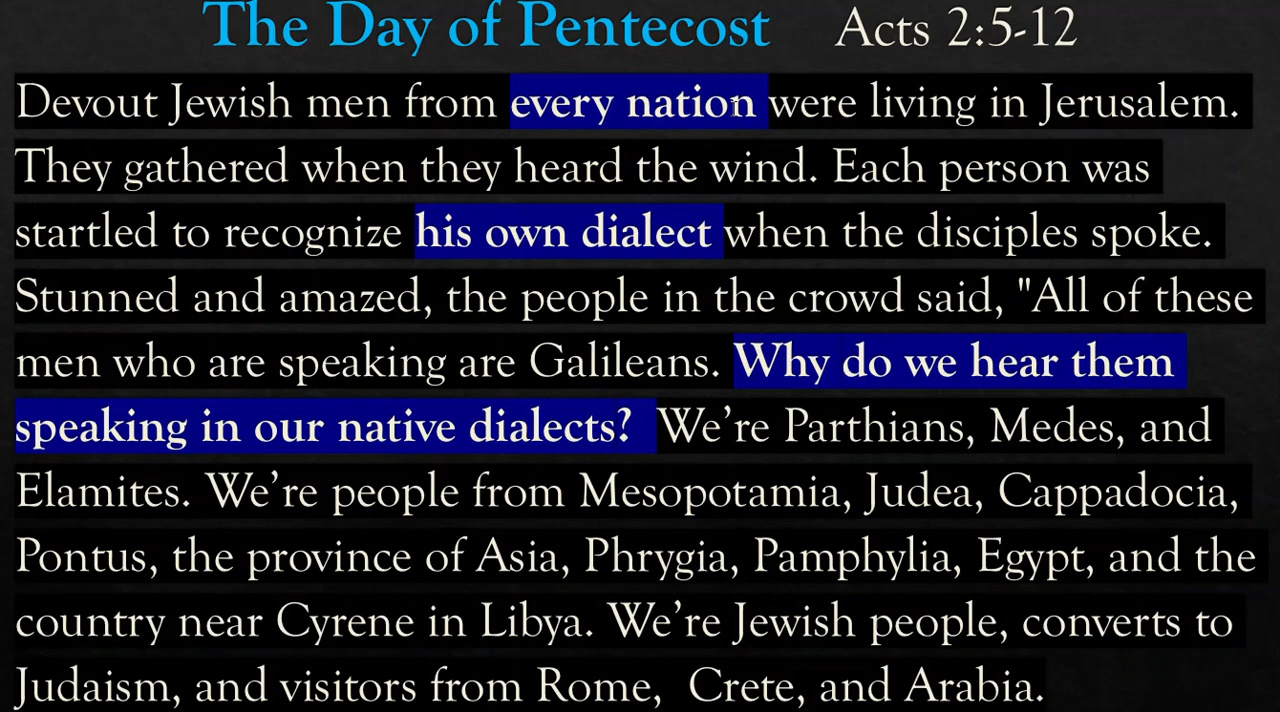 The Day of Pentecost Acts 2:5-12
Devout Jewish men from every nation were living in Jerusalem.
They gathered when they heard the wind. Each person was
startled to recognize his own dialect when the disciples spoke.
Stunned and amazed, the people in the crowd said, "All of these
men who are speaking are Galileans. Why do we hear them
speaking in our native dialects? We're Parthians, Medes, and
Elamites. We're people from Mesopotamia, Judea, Cappadocia,
Pontus, the province of Asia, Phrygia, Pamphylia, Egypt, and the
country near Cyrene in Libya. We're Jewish people, converts to
Judaism, and visitors from Rome, Crete, and Arabia.